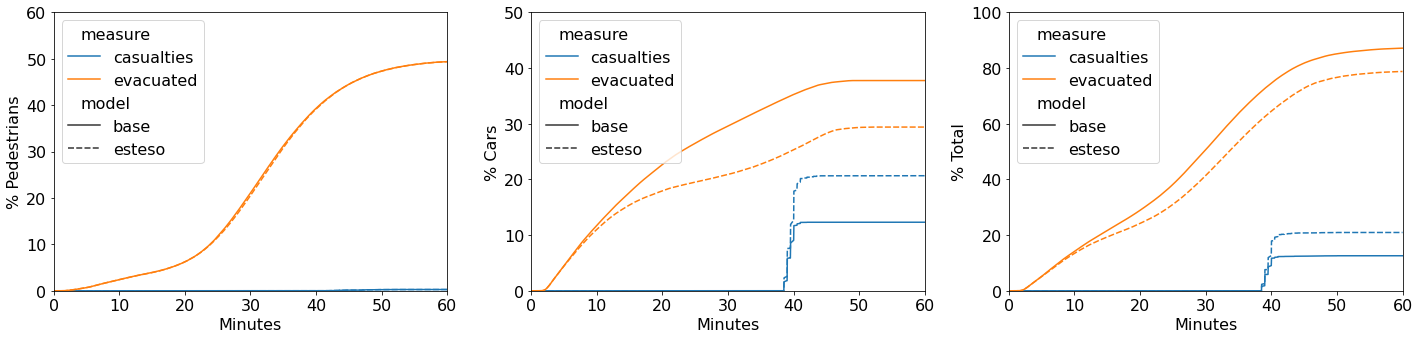 % Pedestrians
60
50
40
30
20
10
0
measure
casualties
evacuated
model
base
esteso
0 10 20 30 40 50 60
Minutes
% Cars
50
40
30
20
10
0
measure
casualties
evacuated
model
base
esteso
0 10 20 30 40 50 60
Minutes
% Total
100
80
60
40
20
0
measure
casualties
evacuated
model
base
esteso
0 10 20 30 40 50 60
Minutes